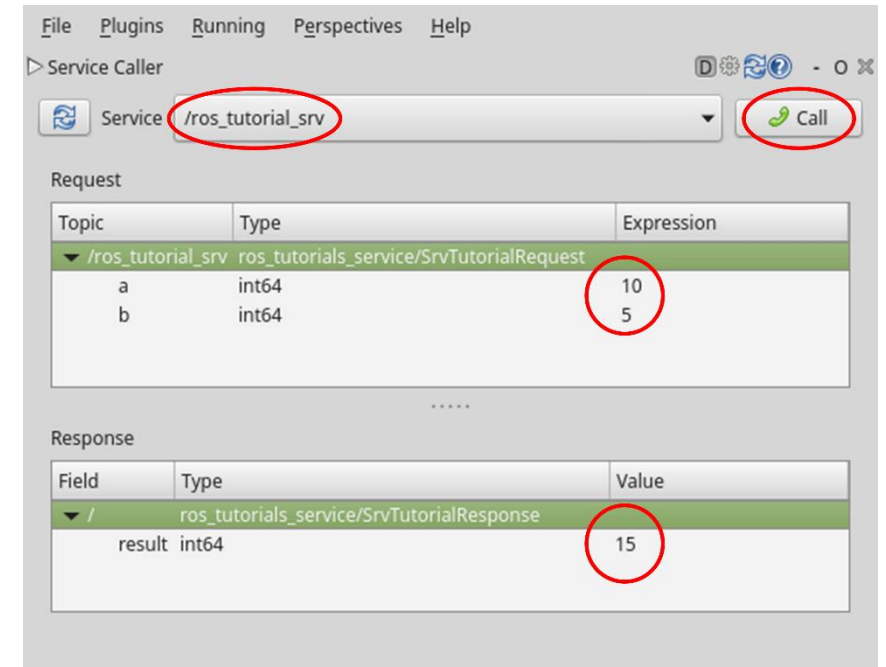 File Plugins Running Perspectives Help
Service Caller D - O
Service /ros_tutorial_srv Call
Request
Topic Type Expression
/ros_tutorial_srv ros_tutorials_service/SrvTutorialRequest
a int64 10
b int64 5
Response
Field Type Value
/ ros_tutorials_service/SrvTutorialResponse
result int64 15